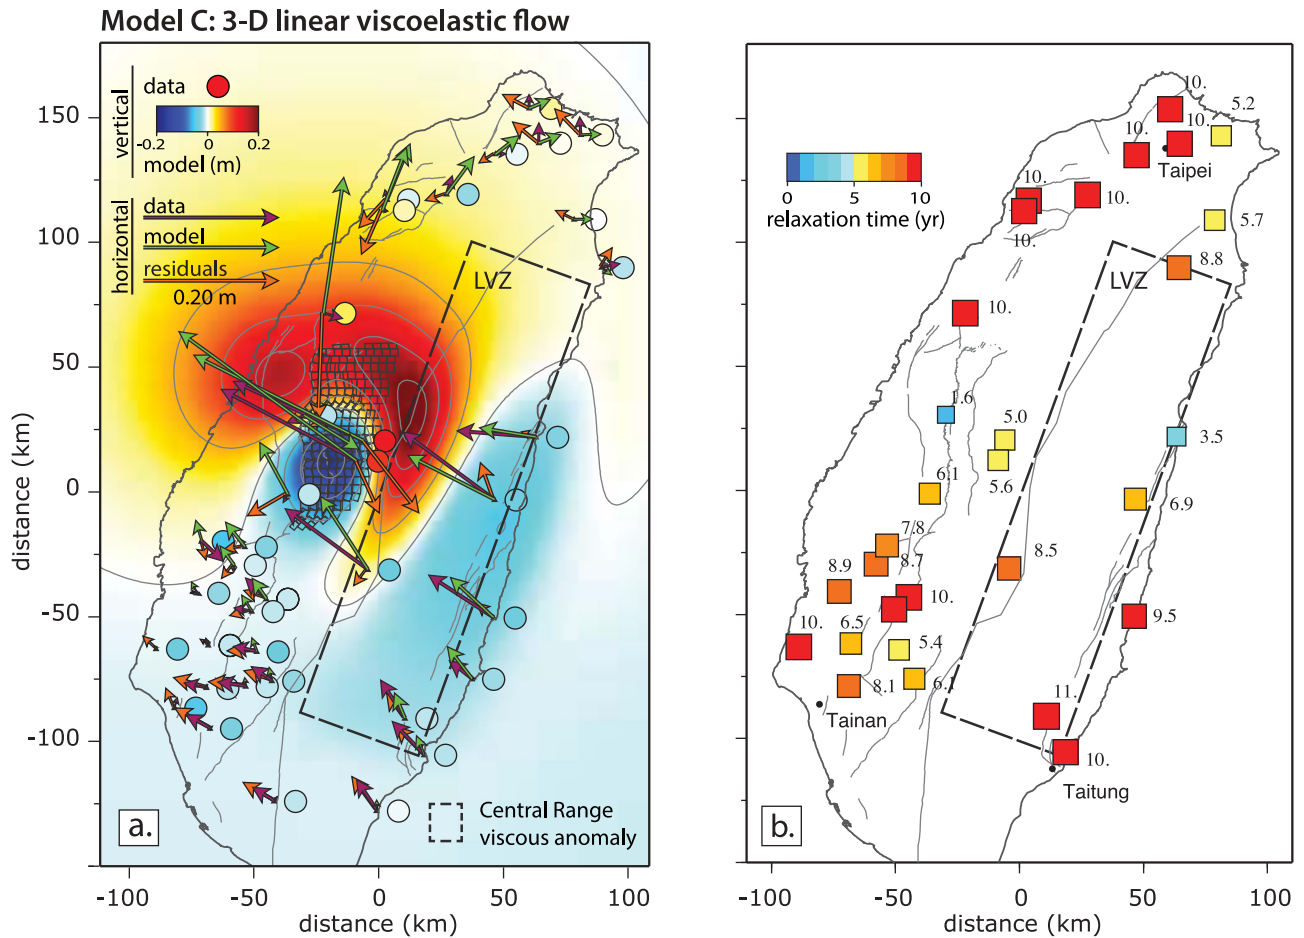 Model C: 3-D linear viscoelastic flow
vertical
data
-0.2 0 0.2
model (m)
horizontal
data
model
residuals
0.20 m
LVZ
a.
Central Range
viscous anomaly
150
100
50
0
-50
-100
distance (km)
-100 -50 0 50 100
distance (km)
0 5 10
relaxation time (yr)
10.
5.2
10.
10.
Taipei
10.
10.
10.
5.7
LVZ
8.8
10.
1.6
5.0
3.5
5.6
6.1
6.9
7.8
8.7
8.5
8.9
10.
9.5
10.
6.5
5.4
8.1
6.1
11.
Tainan
10.
Taitung
b.
distance (km)
-100 -50 0 50 100
distance (km)